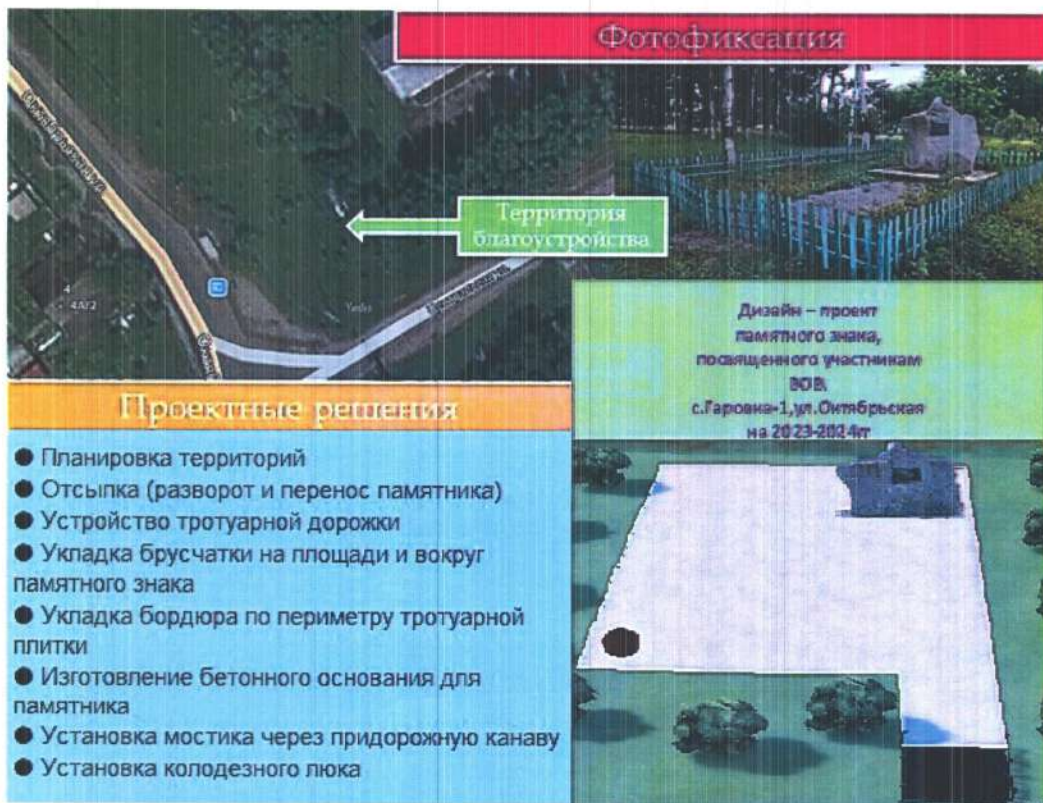 Фотофиксация
Территория
благоустройства
4
4АГ2
Дизайн – проект
памятного знака,
посвященного участникам
ВОВ.
с.Гаровка-1,ул.Октябрьская
на 2023-2024гг
Проектные решения
● Планировка территорий
● Отсыпка (разворот и перенос памятника)
● Устройство тротуарной дорожки
● Укладка брусчатки на площади и вокруг
памятного знака
● Укладка бордюра по периметру тротуарной
плитки
● Изготовление бетонного основания для
памятника
● Установка мостика через придорожную канаву
● Установка колодезного люка